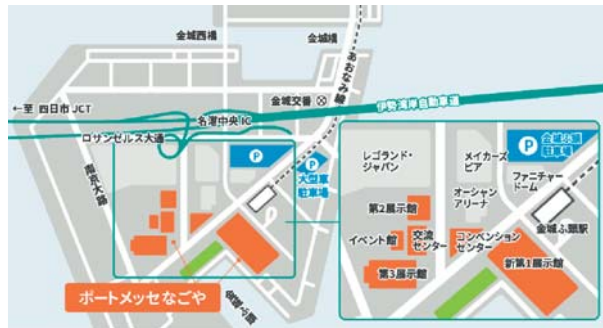 金城西橋
金城橋
あおなみ線
金城交番
伊勢湾岸自動車道
←至 四日市 JCT
名港中央 IC
ロサンゼルス大通
南京大路
P
P
大型車
駐車場
ポートメッセなごや
金城ふ頭
レゴランド・
ジャパン
メイカーズ
ピア
P
金城ふ頭
駐車場
ファニチャー
ドーム
オーシャン
アリーナ
金城ふ頭駅
第2展示館
イベント館
交流
センター
コンベンション
センター
第3展示館
新第1展示館